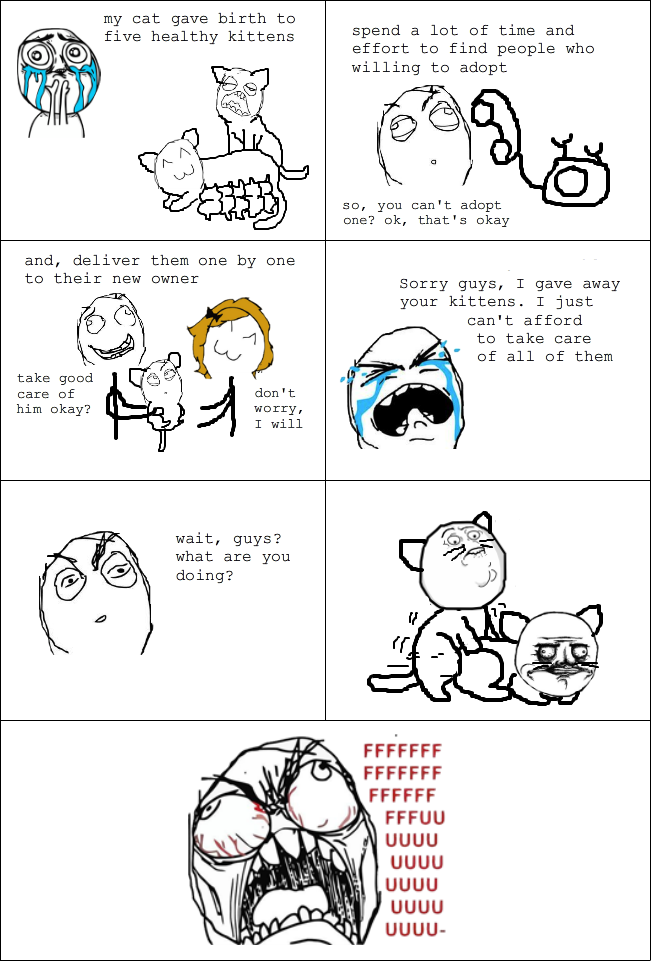 my cat gave birth to
five healthy kittens
spend a lot of time and
effort to find people who
willing to adopt
so, you can't adopt
one? ok, that's okay
and, deliver them one by one
to their new owner
take good
care of
him okay?
don't
worry,
I will
Sorry guys, I gave away
your kittens. I just
can't afford
to take care
of all of them
wait, guys?
what are you
doing?
FFFFFFF
FFFFFFF
FFFFFF
FFFUU
UUUU
UUUU
UUUU
UUUU
UUUU-